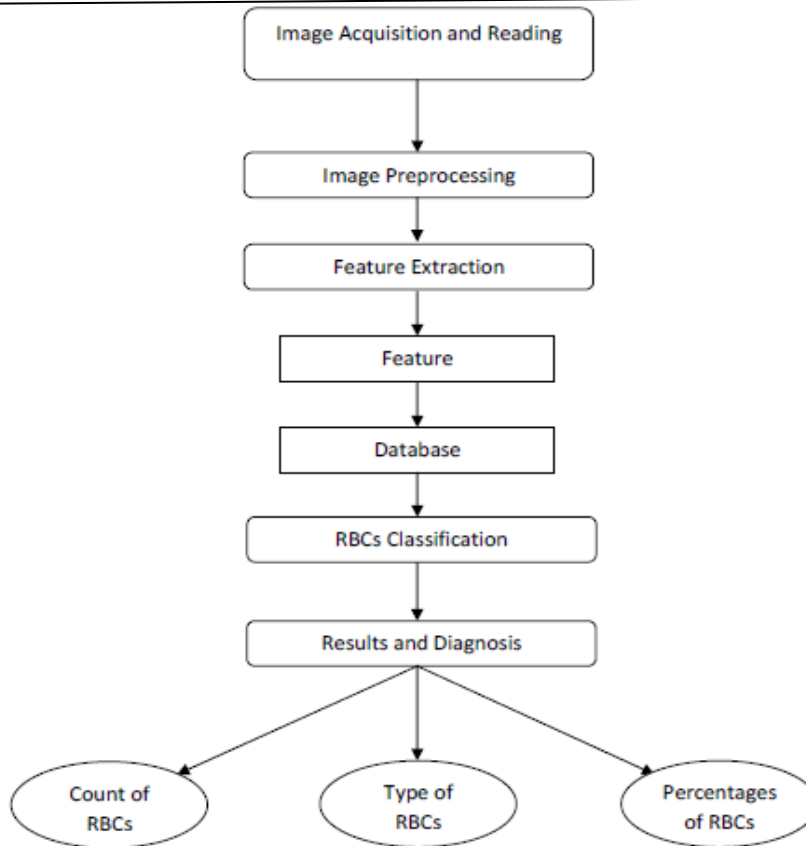 Image Acquisition and Reading
Image Preprocessing
Feature Extraction
Feature
Database
RBCs Classification
Results and Diagnosis
Count of
RBCs
Type of
RBCs
Percentages
of RBCs